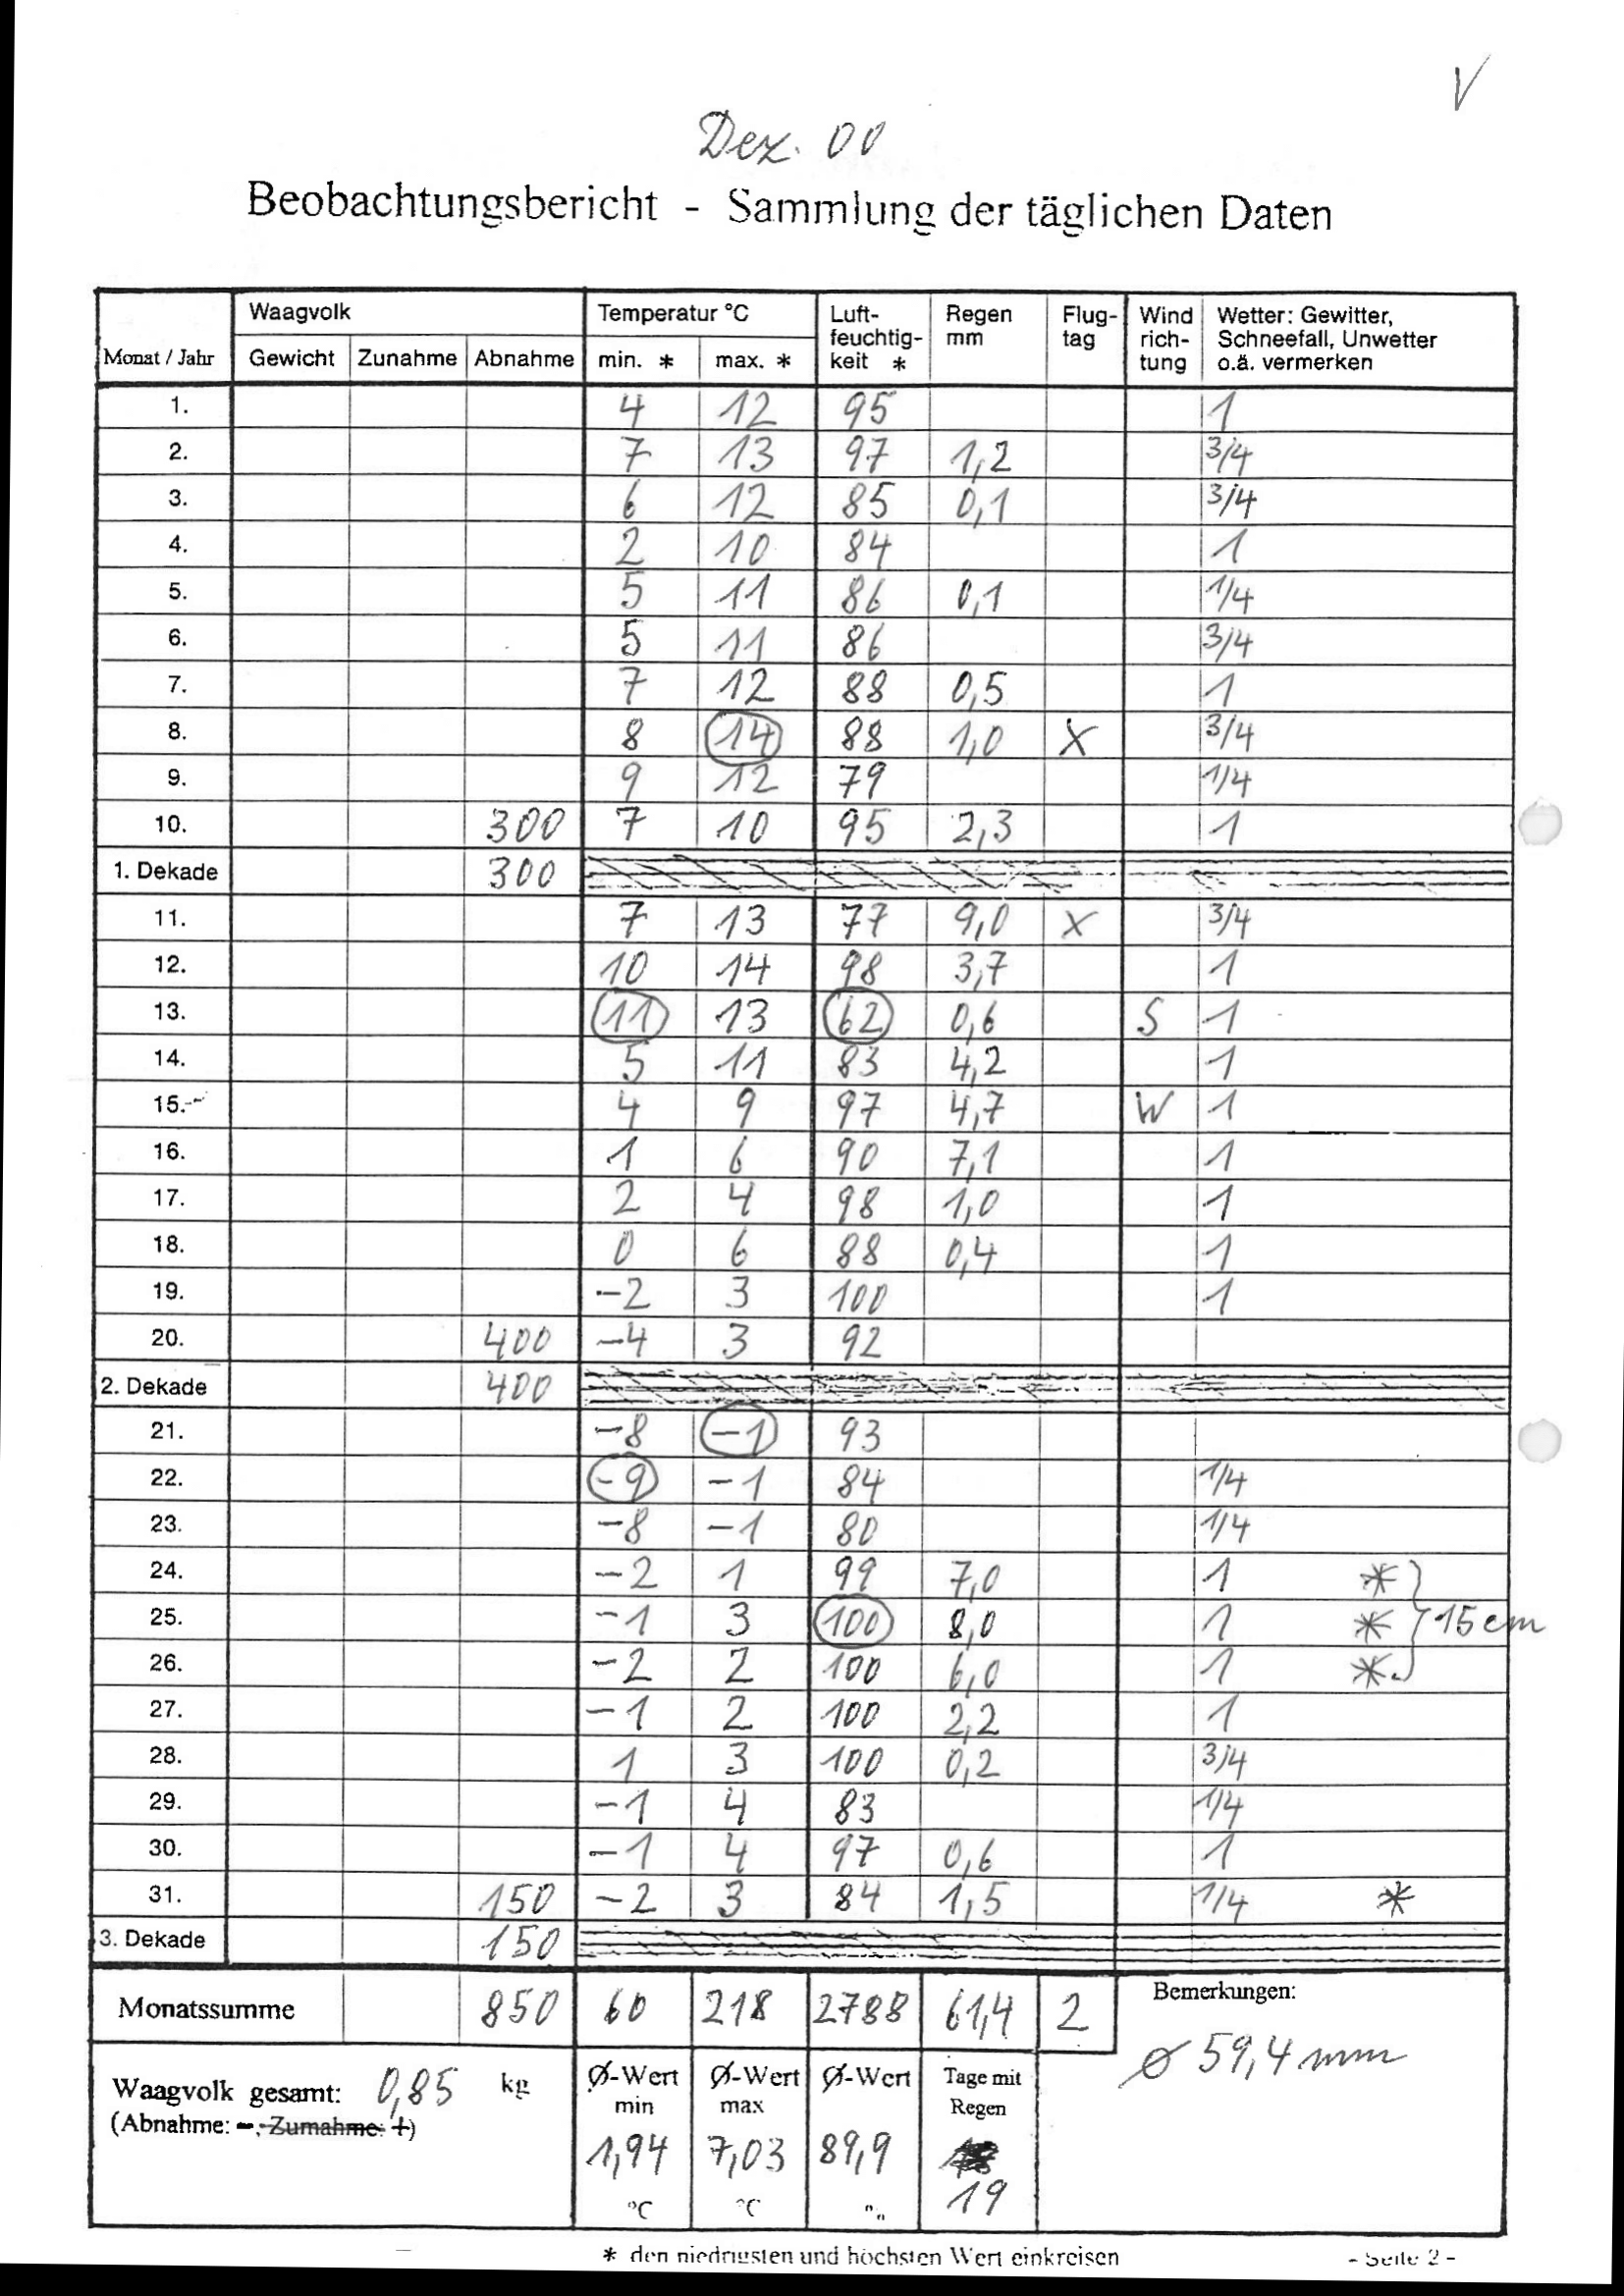 V
Dez. 00
Beobachtungsbericht - Sammlung der täglichen Daten
Monat / Jahr Waagvolk Temperatur °C Luft-feuchtig-keit * Regen mm Flug-tag Wind rich-tung Wetter: Gewitter, Schneefall, Unwetter o.ä. vermerken
Gewicht Zunahme Abnahme min. * max. *
1. 4 12 95 1
2. 7 13 97 1,2 3/4
3. 6 12 85 0,1 3/4
4. 2 10 84 1
5. 5 11 86 0,1 1/4
6. 5 11 86 3/4
7. 7 12 88 0,5 1
8. 8 14 88 1,0 X 3/4
9. 9 12 79 1/4
10. 300 7 10 95 2,3 1
1. Dekade 300
11. 7 13 77 9,0 X 3/4
12. 10 14 98 3,7 1
13. 11 13 62 0,6 S 1
14. 5 11 83 4,2 1
15. 4 9 97 4,7 W 1
16. 1 6 90 7,1 1
17. 2 4 98 1,0 1
18. 0 6 88 0,4 1
19. -2 3 100 1
20. 400 -4 3 92
2. Dekade 400
21. -8 -1 93
22. -9 -1 84 1/4
23. -8 -1 80 1/4
24. -2 1 99 7,0 1 *
25. -1 3 100 8,0 1 * } 15 cm
26. -2 2 100 6,0 1 *
27. -1 2 100 2,2 1
28. 1 3 100 0,2 3/4
29. -1 4 83 1/4
30. -1 4 97 0,6 1
31. 150 -2 3 84 1,5 1/4 *
3. Dekade 150
Monatssumme 850 60 218 2788 61,4 2 Bemerkungen:
Ø 59,4 mm
Waagvolk gesamt: 0,85 kg Ø-Wert min Ø-Wert max Ø-Wert Tage mit Regen
(Abnahme: -, Zumahme: +)
1,94 7,03 89,9
19
°C °C
* den niedrigsten und höchsten Wert einkreisen - Seite 2 -